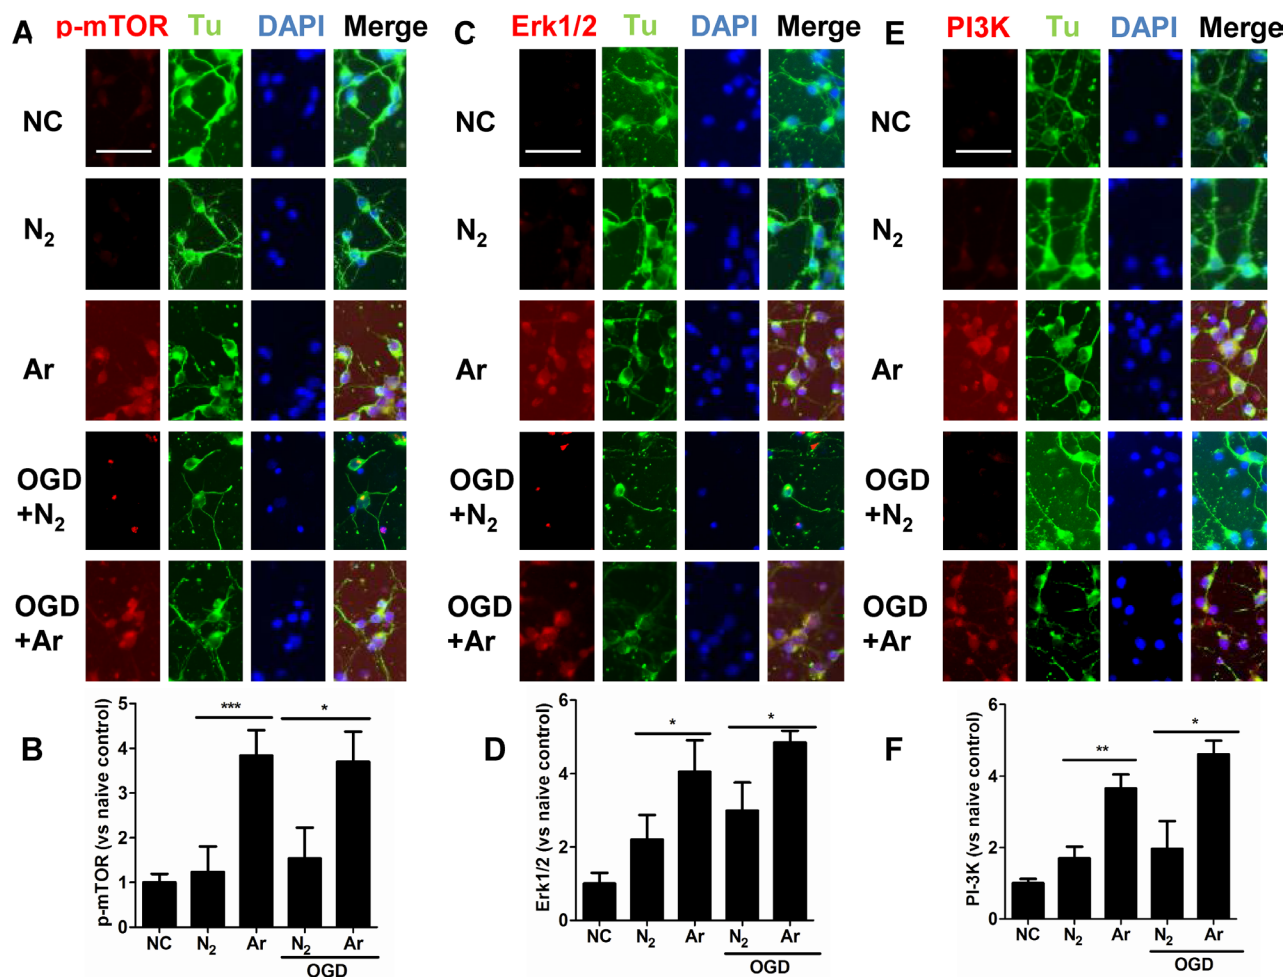 A p-mTOR Tu DAPI Merge C Erk1/2 Tu DAPI Merge E PI3K Tu DAPI Merge
NC NC NC
N2 N2 N2
Ar Ar Ar
OGD OGD OGD
+N2 +N2 +N2
OGD OGD OGD
+Ar +Ar +Ar
B
p-mTOR (vs naive control)
5
4
3
2
1
0
*** *
NC N2 Ar N2 Ar
OGD
D
Erk1/2 (vs naive control)
6
4
2
0
* *
NC N2 Ar N2 Ar
OGD
F
PI-3K (vs naive control)
6
4
2
0
** *
NC N2 Ar N2 Ar
OGD